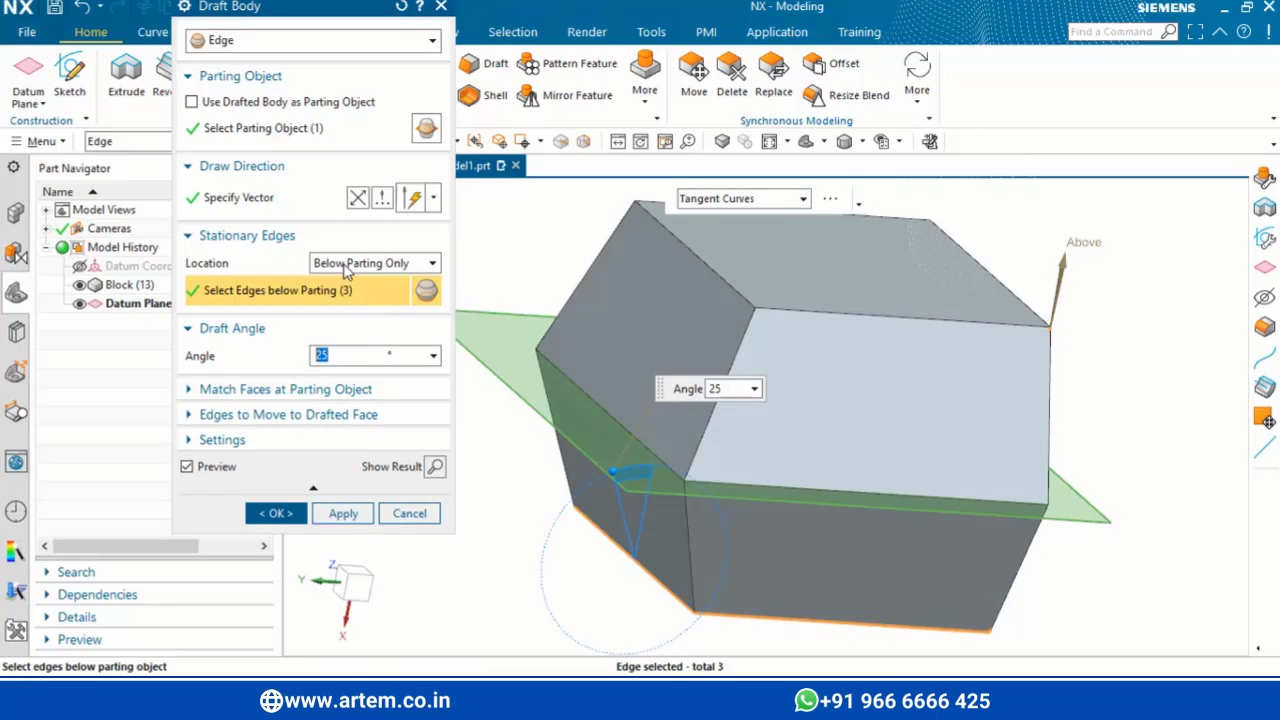 NX
Draft Body
?
NX - Modeling
SIEMENS
File
Home
Curve
Selection
Render
Tools
PMI
Application
Training
Find a Command
Edge
Datum Plane
Sketch
Extrude
Draft
Shell
Pattern Feature
Mirror Feature
More
Move
Delete
Replace
Offset
Resize Blend
More
Construction
Synchronous Modeling
Menu
Edge
Parting Object
Use Drafted Body as Parting Object
Select Parting Object (1)
Draw Direction
Specify Vector
Stationary Edges
Location
Below Parting Only
Select Edges below Parting (3)
Draft Angle
Angle
25
°
Match Faces at Parting Object
Edges to Move to Drafted Face
Settings
Preview
Show Result
< OK >
Apply
Cancel
Part Navigator
Name
Model Views
Cameras
Model History
Datum Coor
Block (13)
Datum Plane
Search
Dependencies
Details
Preview
del1.prt
Tangent Curves
Above
Angle 25
Z
Y
X
Select edges below parting object
Edge selected - total 3
www.artem.co.in
+91 966 6666 425